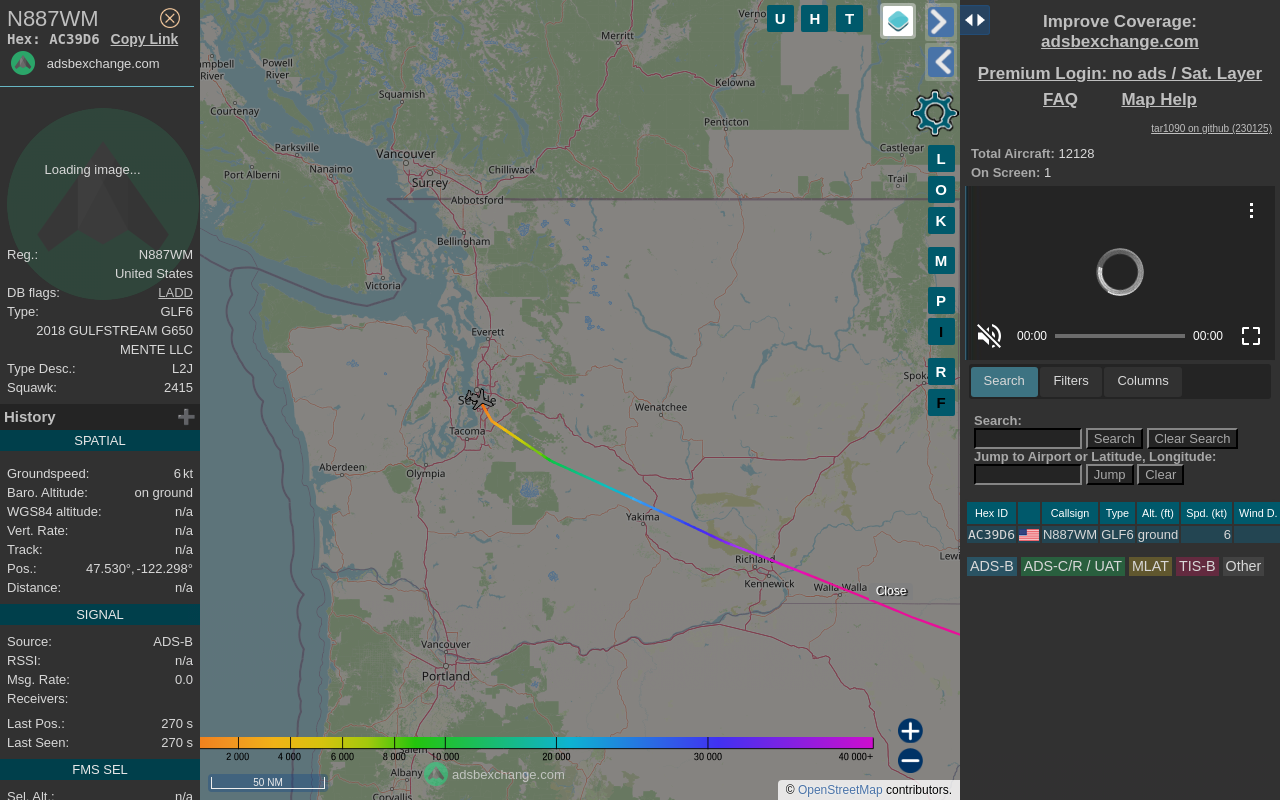 N887WM
Hex: AC39D6 Copy Link
adsbexchange.com
Loading image...
Reg.: N887WM
United States
DB flags: LADD
Type: GLF6
2018 GULFSTREAM G650
MENTE LLC
Type Desc.: L2J
Squawk: 2415
History
SPATIAL
Groundspeed: 6 kt
Baro. Altitude: on ground
WGS84 altitude: n/a
Vert. Rate: n/a
Track: n/a
Pos.: 47.530°, -122.298°
Distance: n/a
SIGNAL
Source: ADS-B
RSSI: n/a
Msg. Rate: 0.0
Receivers:
Last Pos.: 270 s
Last Seen: 270 s
FMS SEL
Sel. Alt.: n/a
U H T
L
O
K
M
P
I
R
F
Merritt
Powell
River
River
Squamish
Kelowna
Courtenay
Penticton
Parksville
Vancouver
Castlegar
Nanaimo
Chilliwack
Port Alberni
Surrey
Trail
Abbotsford
Bellingham
Victoria
Everett
Wenatchee
Tacoma
Aberdeen
Olympia
Yakima
Richland
Kennewick
Walla Walla
Close
Vancouver
Portland
2 000 4 000 6 000 8 000 10 000 20 000 30 000 40 000+
Albany
adsbexchange.com
50 NM
Corvallis
© OpenStreetMap contributors.
Improve Coverage:
adsbexchange.com
Premium Login: no ads / Sat. Layer
FAQ Map Help
tar1090 on github (230125)
Total Aircraft: 12128
On Screen: 1
00:00 00:00
Search Filters Columns
Search:
Search Clear Search
Jump to Airport or Latitude, Longitude:
Jump Clear
Hex ID Callsign Type Alt. (ft) Spd. (kt) Wind D.
AC39D6 N887WM GLF6 ground 6
ADS-B ADS-C/R / UAT MLAT TIS-B Other